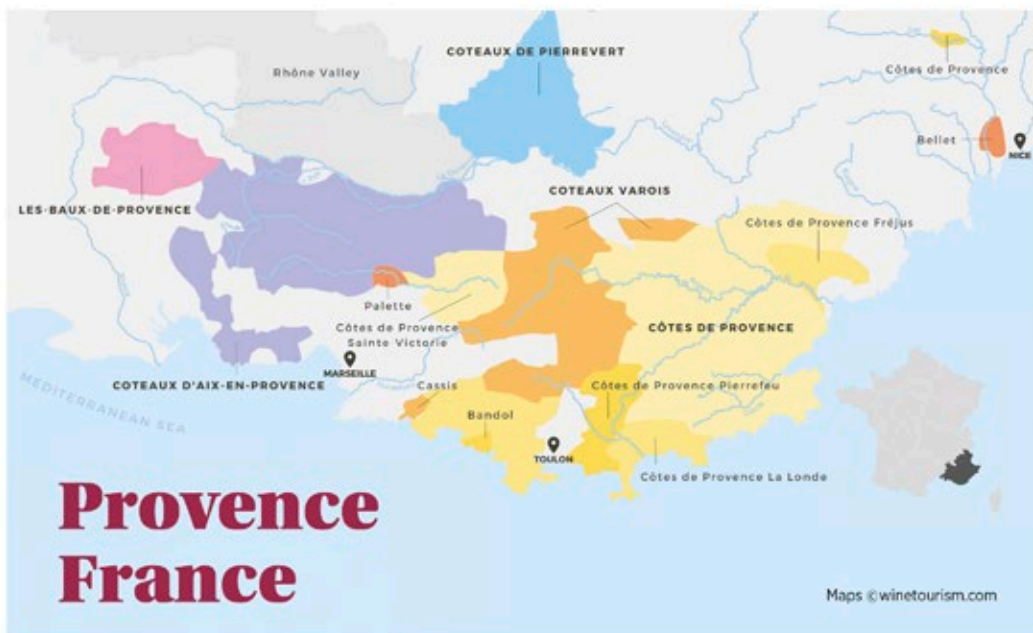 COTEAUX DE PIERREVERT
Rhône Valley
Côtes de Provence
Bellet
NICE
LES-BAUX-DE-PROVENCE
COTEAUX VAROIS
Côtes de Provence Fréjus
Palette
Côtes de Provence
Sainte Victorie
CÔTES DE PROVENCE
MARSEILLE
COTEAUX D'AIX-EN-PROVENCE
Cassis
Côtes de Provence Pierrefeu
MEDITERRANEAN SEA
Bandol
TOULON
Côtes de Provence La Londe
Provence
France
Maps ©winetourism.com